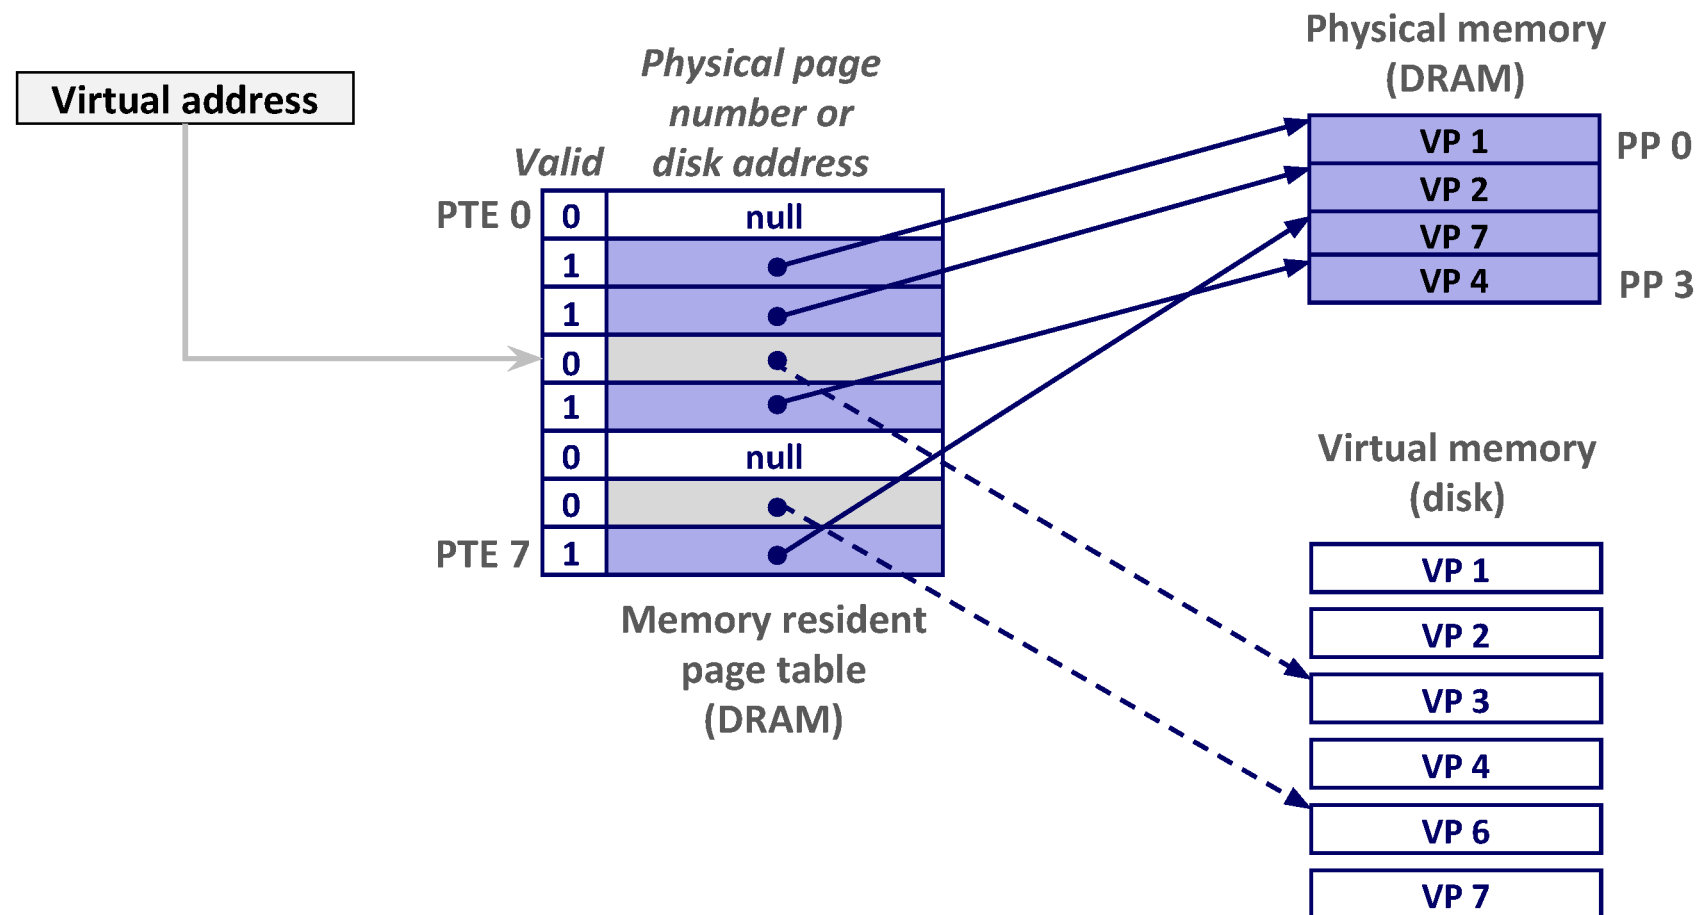 Virtual address
Physical page
number or
disk address
Valid
PTE 0
0
null
1
1
0
1
0
null
0
PTE 7
1
Memory resident
page table
(DRAM)
Physical memory
(DRAM)
VP 1
PP 0
VP 2
VP 7
VP 4
PP 3
Virtual memory
(disk)
VP 1
VP 2
VP 3
VP 4
VP 6
VP 7